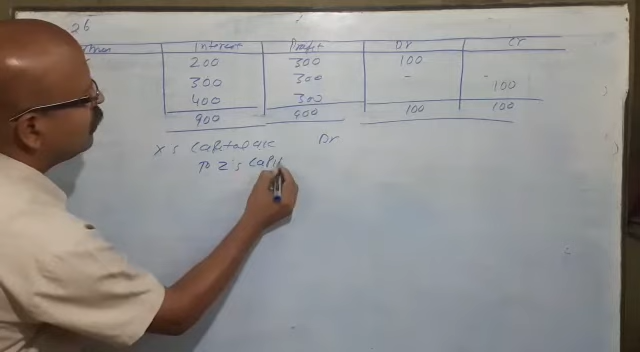 26
Interest Profit Dr Cr
200 300 100
300 300 - -
400 300 100
900 900 100 100
X's Capital a/c Dr
To Z's Capi